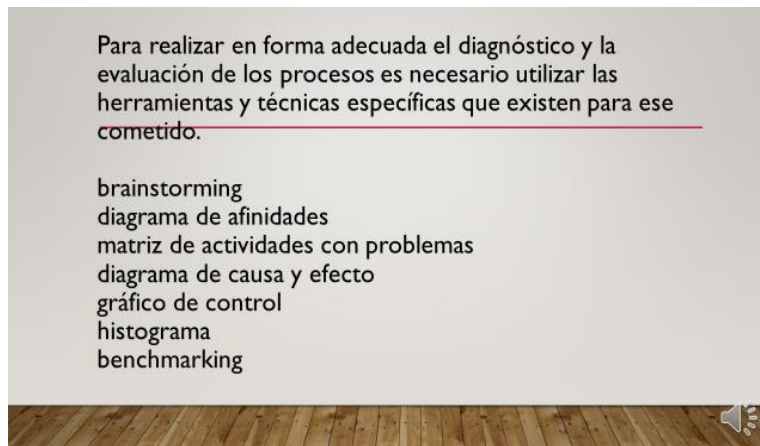 Para realizar en forma adecuada el diagnóstico y la
evaluación de los procesos es necesario utilizar las
herramientas y técnicas específicas que existen para ese
cometido.
brainstorming
diagrama de afinidades
matriz de actividades con problemas
diagrama de causa y efecto
gráfico de control
histograma
benchmarking